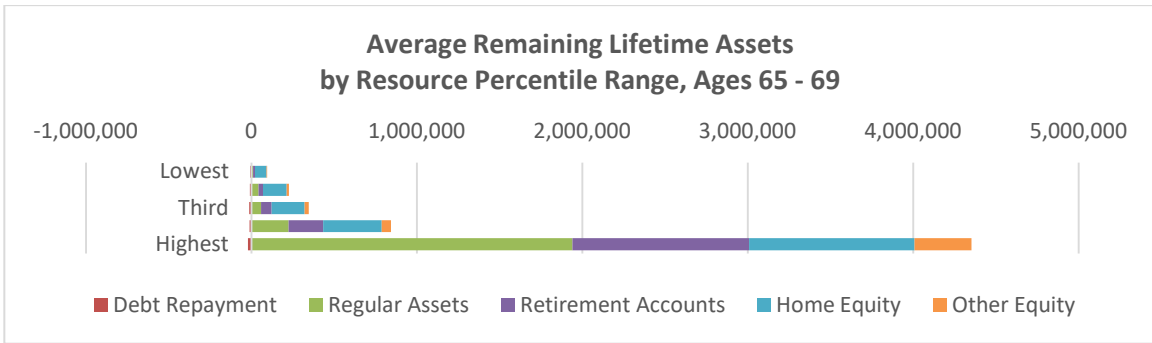 Average Remaining Lifetime Assets
by Resource Percentile Range, Ages 65 - 69
-1,000,000 0 1,000,000 2,000,000 3,000,000 4,000,000 5,000,000
Lowest
Third
Highest
Debt Repayment Regular Assets Retirement Accounts Home Equity Other Equity